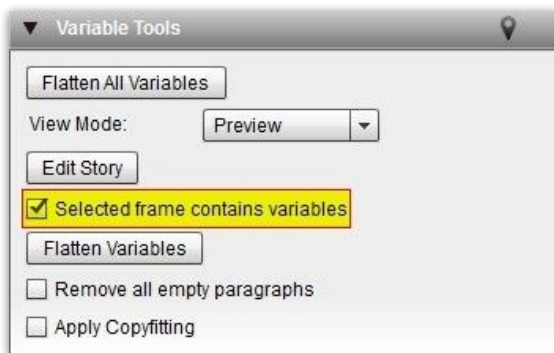 Variable Tools
Flatten All Variables
View Mode: Preview
Edit Story
Selected frame contains variables
Flatten Variables
Remove all empty paragraphs
Apply Copyfitting